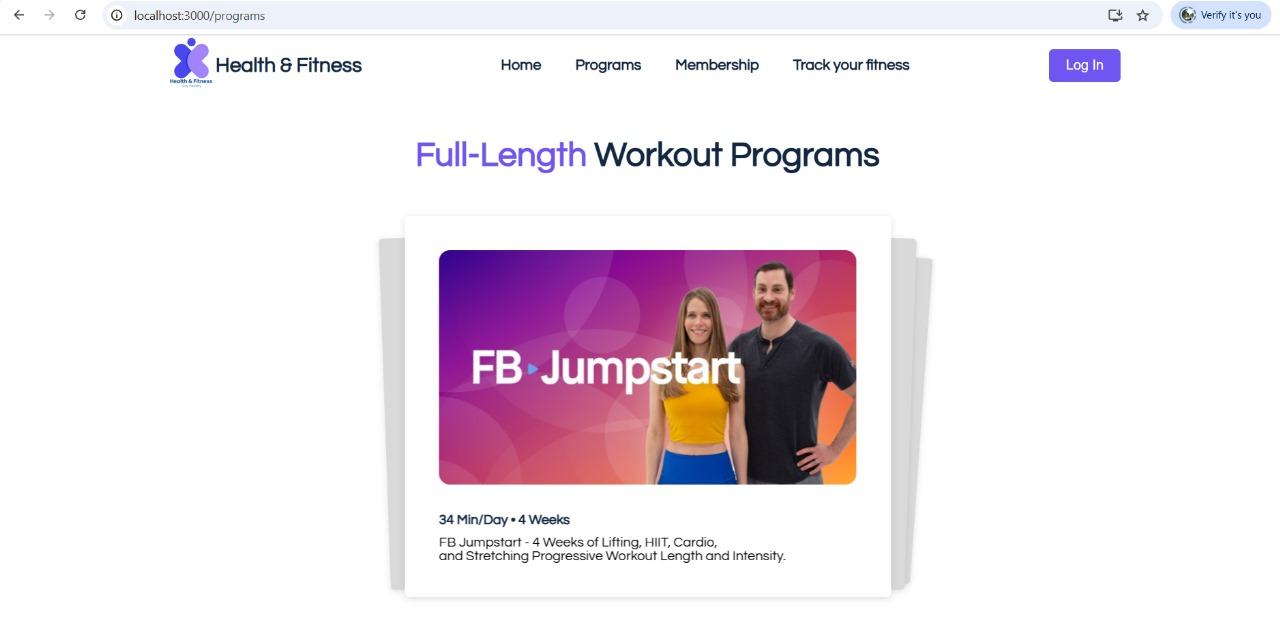 localhost:3000/programs
Verify it's you
Health & Fitness
Health & Fitness
Home
Programs
Membership
Track your fitness
Log In
Full-Length Workout Programs
FB Jumpstart
34 Min/Day • 4 Weeks
FB Jumpstart - 4 Weeks of Lifting, HIIT, Cardio,
and Stretching Progressive Workout Length and Intensity.